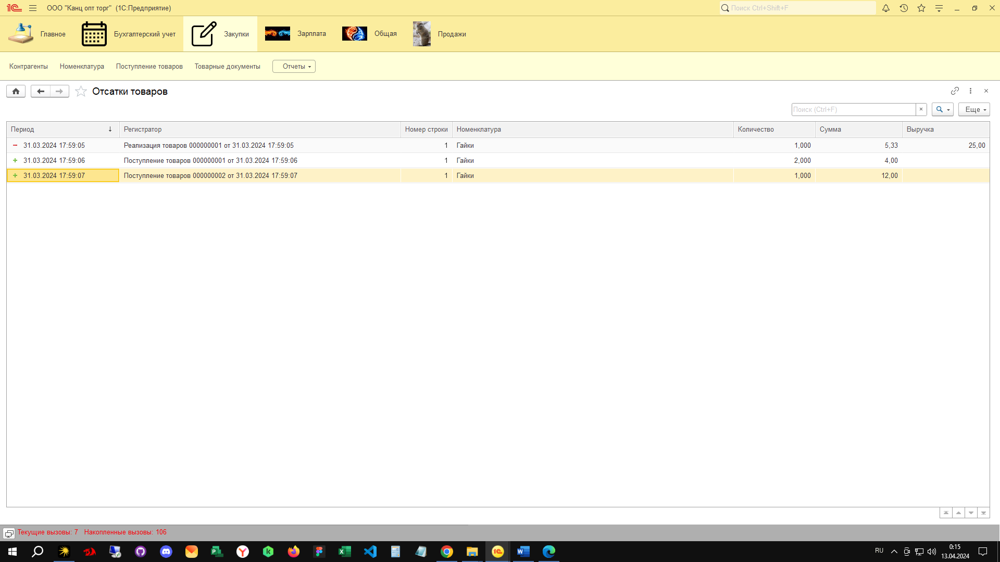 ООО "Канц опт торг" (1С:Предприятие)
Поиск Ctrl+Shift+F
Главное
Бухгалтерский учет
Закупки
Зарплата
Общая
Продажи
Контрагенты
Номенклатура
Поступление товаров
Товарные документы
Отчеты
Отсатки товаров
Поиск (Ctrl+F)
×
Еще
Период ↓ Регистратор Номер строки Номенклатура Количество Сумма Выручка
31.03.2024 17:59:05 Реализация товаров 000000001 от 31.03.2024 17:59:05 1 Гайки 1,000 5,33 25,00
31.03.2024 17:59:06 Поступление товаров 000000001 от 31.03.2024 17:59:06 1 Гайки 2,000 4,00
31.03.2024 17:59:07 Поступление товаров 000000002 от 31.03.2024 17:59:07 1 Гайки 1,000 12,00
Текущие вызовы: 7 Накопленные вызовы: 106
RU
0:15
13.04.2024